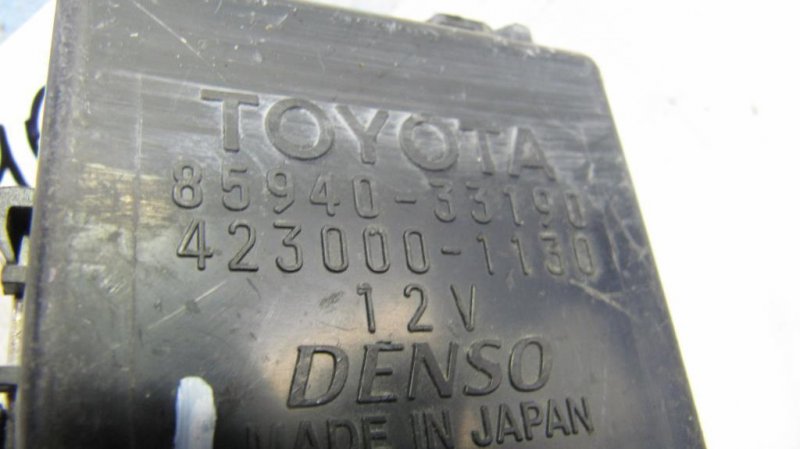 TOYOTA
85940-33190
423000-1130
12V
DENSO
MADE IN JAPAN